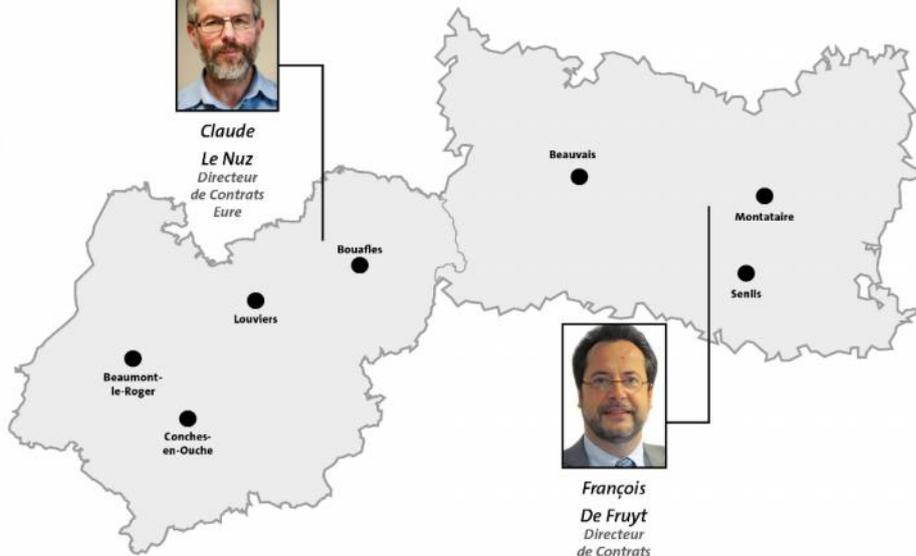 Claude
Le Nuz
Directeur
de Contrats
Eure
Beauvais
Montataire
Bouafles
Senlis
Louviers
Beaumont-
le-Roger
Conches-
en-Ouche
François
De Fruyt
Directeur
de Contrats